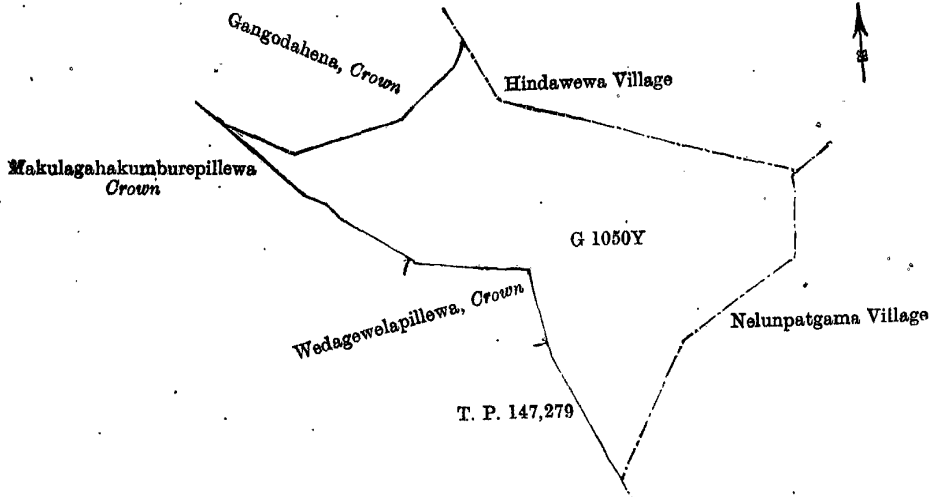 Gangodahena, Crown
Hindawewa Village
Makulagahakumburepillewa
Crown
G 1050Y
Wedagewelapillewa, Crown
Nelunpatgama Village
T. P. 147,279